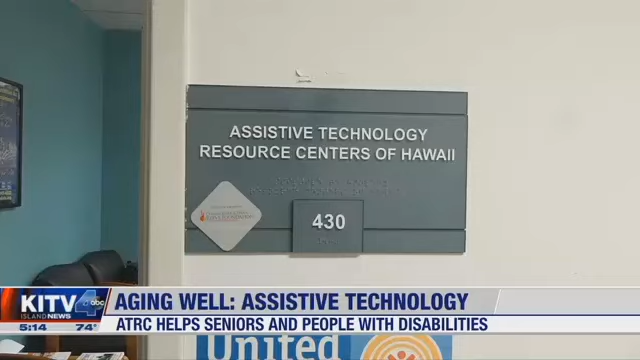 ASSISTIVE TECHNOLOGY
RESOURCE CENTERS OF HAWAII
430
KITV 4 abc
ISLAND NEWS
5:14 74°
AGING WELL: ASSISTIVE TECHNOLOGY
ATRC HELPS SENIORS AND PEOPLE WITH DISABILITIES
United